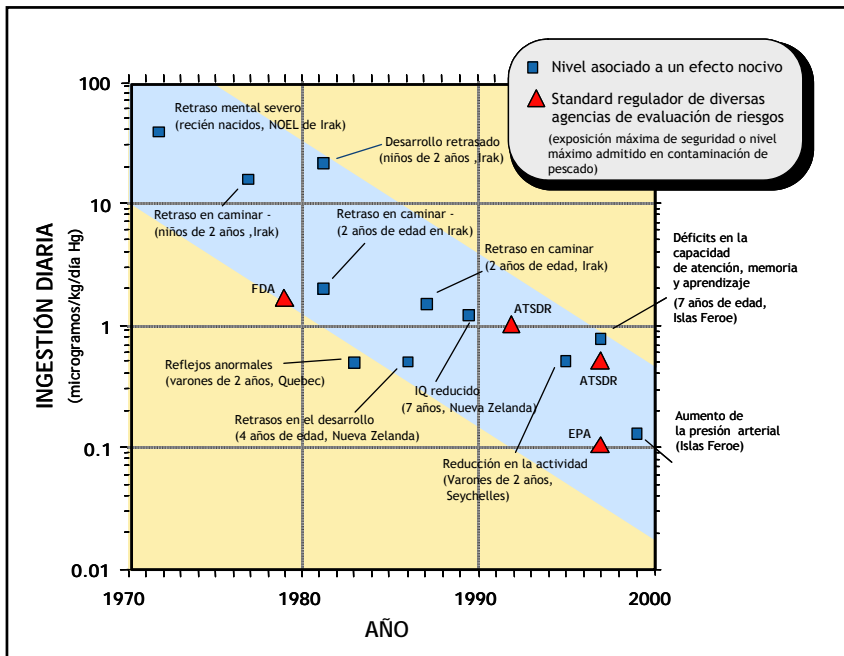 Nivel asociado a un efecto nocivo
Standard regulador de diversas
agencias de evaluación de riesgos
(exposición máxima de seguridad o nivel
máximo admitido en contaminación de
pescado)
INGESTIÓN DIARIA
(microgramos/kg/día Hg)
100
10
1
0.1
0.01
Retraso mental severo
(recién nacidos, NOEL de Irak)
Desarrollo retrasado
(niños de 2 años ,Irak)
Retraso en caminar -
(niños de 2 años ,Irak)
Retraso en caminar -
(2 años de edad en Irak)
Retraso en caminar
(2 años de edad, Irak)
Déficits en la
capacidad
de atención, memoria
y aprendizaje
(7 años de edad,
Islas Feroe)
FDA
ATSDR
Reflejos anormales
(varones de 2 años, Quebec)
IQ reducido
(7 años, Nueva Zelanda)
ATSDR
Retrasos en el desarrollo
(4 años de edad, Nueva Zelanda)
EPA
Aumento de
la presión arterial
(Islas Feroe)
Reducción en la actividad
(Varones de 2 años,
Seychelles)
1970
1980
1990
2000
AÑO